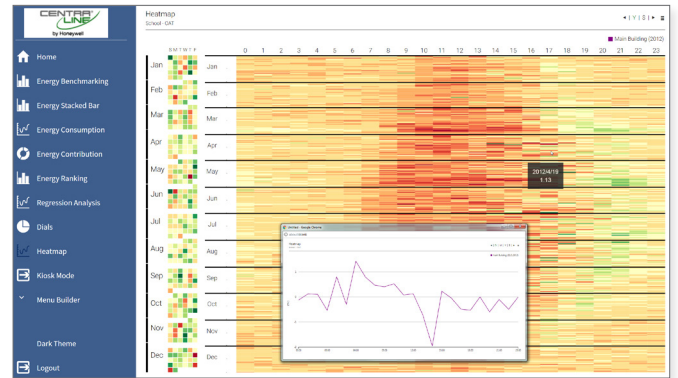 CENTRA
LINE
by Honeywell
Home
Energy Benchmarking
Energy Stacked Bar
Energy Consumption
Energy Contribution
Energy Ranking
Regression Analysis
Dials
Heatmap
Kiosk Mode
Menu Builder
Dark Theme
Logout
Heatmap
School
Main Building (2012)
S M T W T F
0 1 2 3 4 5 6 7 8 9 10 11 12 13 14 15 16 17 18 19 20 21 22 23
Jan Jan
Feb Feb
Mar Mar
Apr Apr
May May
Jun Jun
Jul Jul
Aug Aug
Sep Sep
Oct Oct
Nov Nov
Dec Dec
2012/4/19
1.13
Heatmap